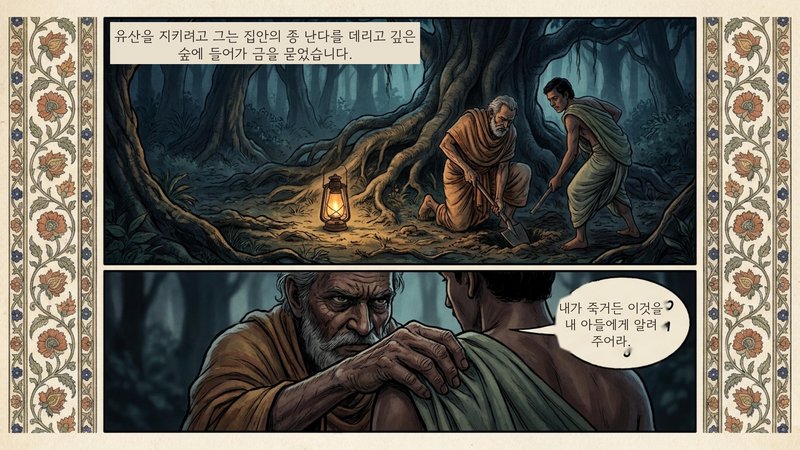 유산을 지키려고 그는 집안의 종 난다를 데리고 깊은
숲에 들어가 금을 묻었습니다.
내가 죽거든 이것을
내 아들에게 알려
주어라.